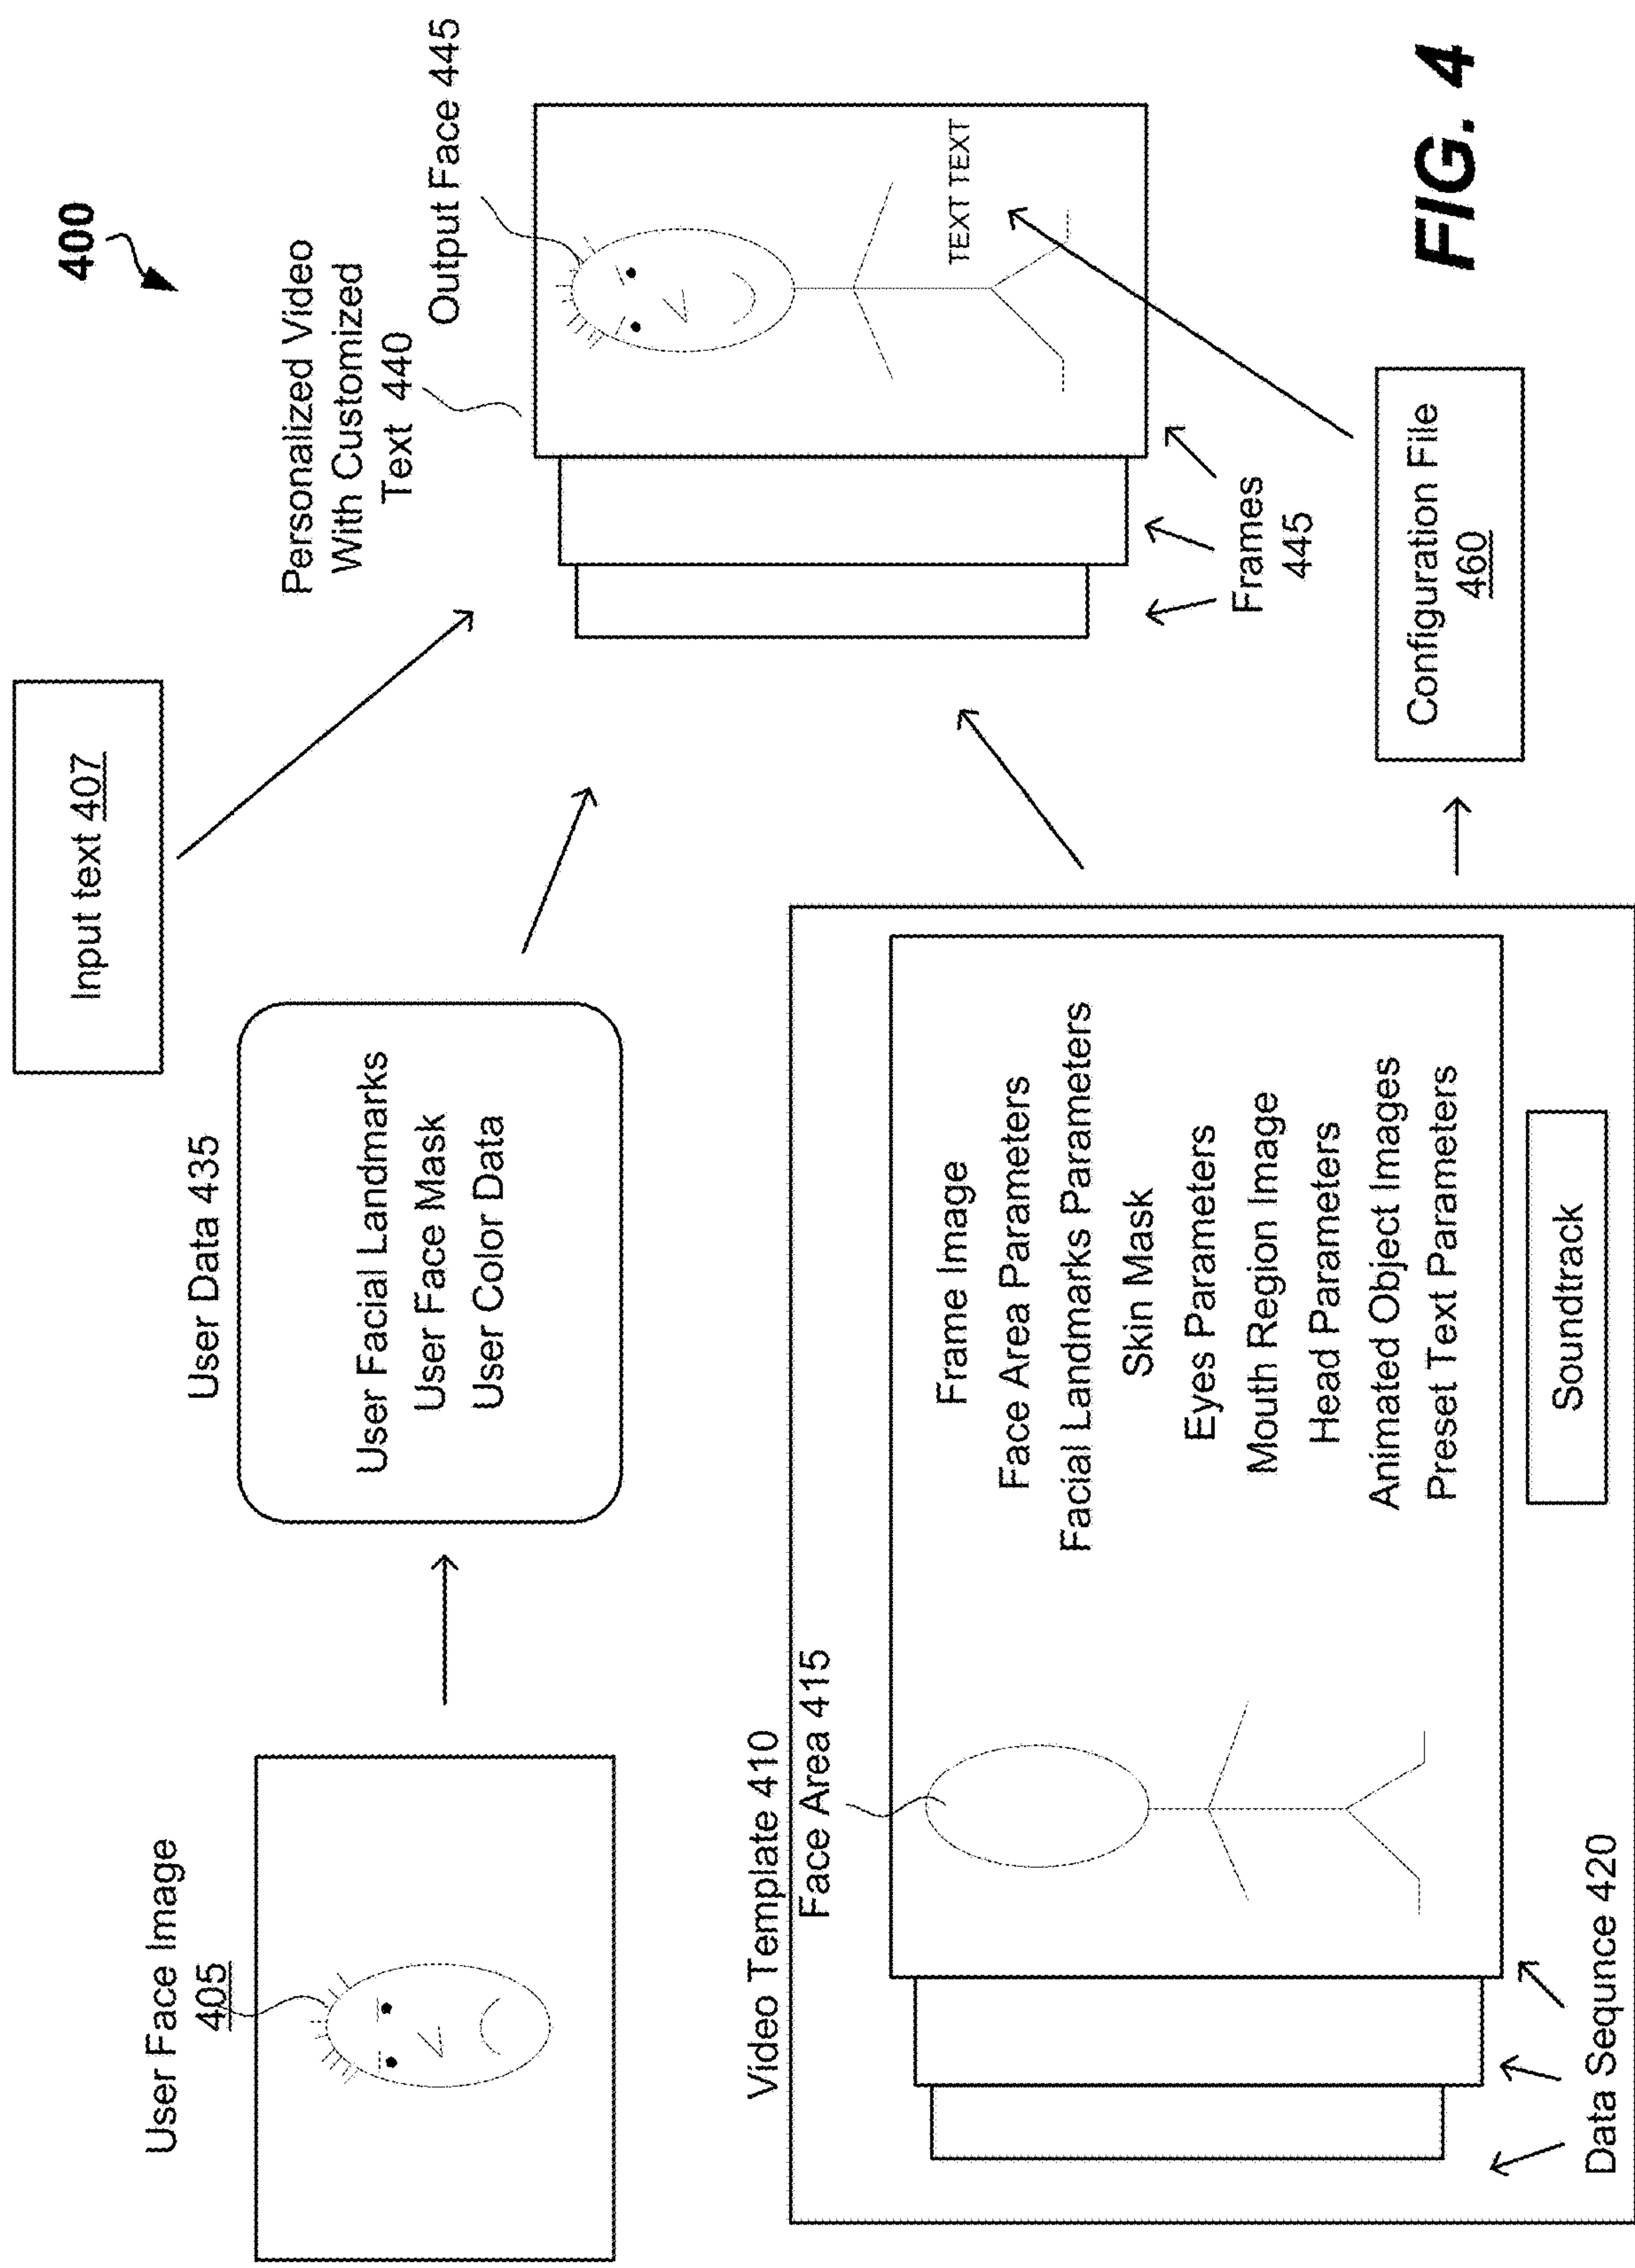 400
Input text 407
User Face Image
405
User Data 435
User Facial Landmarks
User Face Mask
User Color Data
Personalized Video
With Customized
Text 440
Output Face 445
TEXT TEXT
Frames
445
Video Template 410
Face Area 415
Frame Image
Face Area Parameters
Facial Landmarks Parameters
Skin Mask
Eyes Parameters
Mouth Region Image
Head Parameters
Animated Object Images
Preset Text Parameters
Soundtrack
Data Sequnce 420
Configuration File
460
FIG. 4